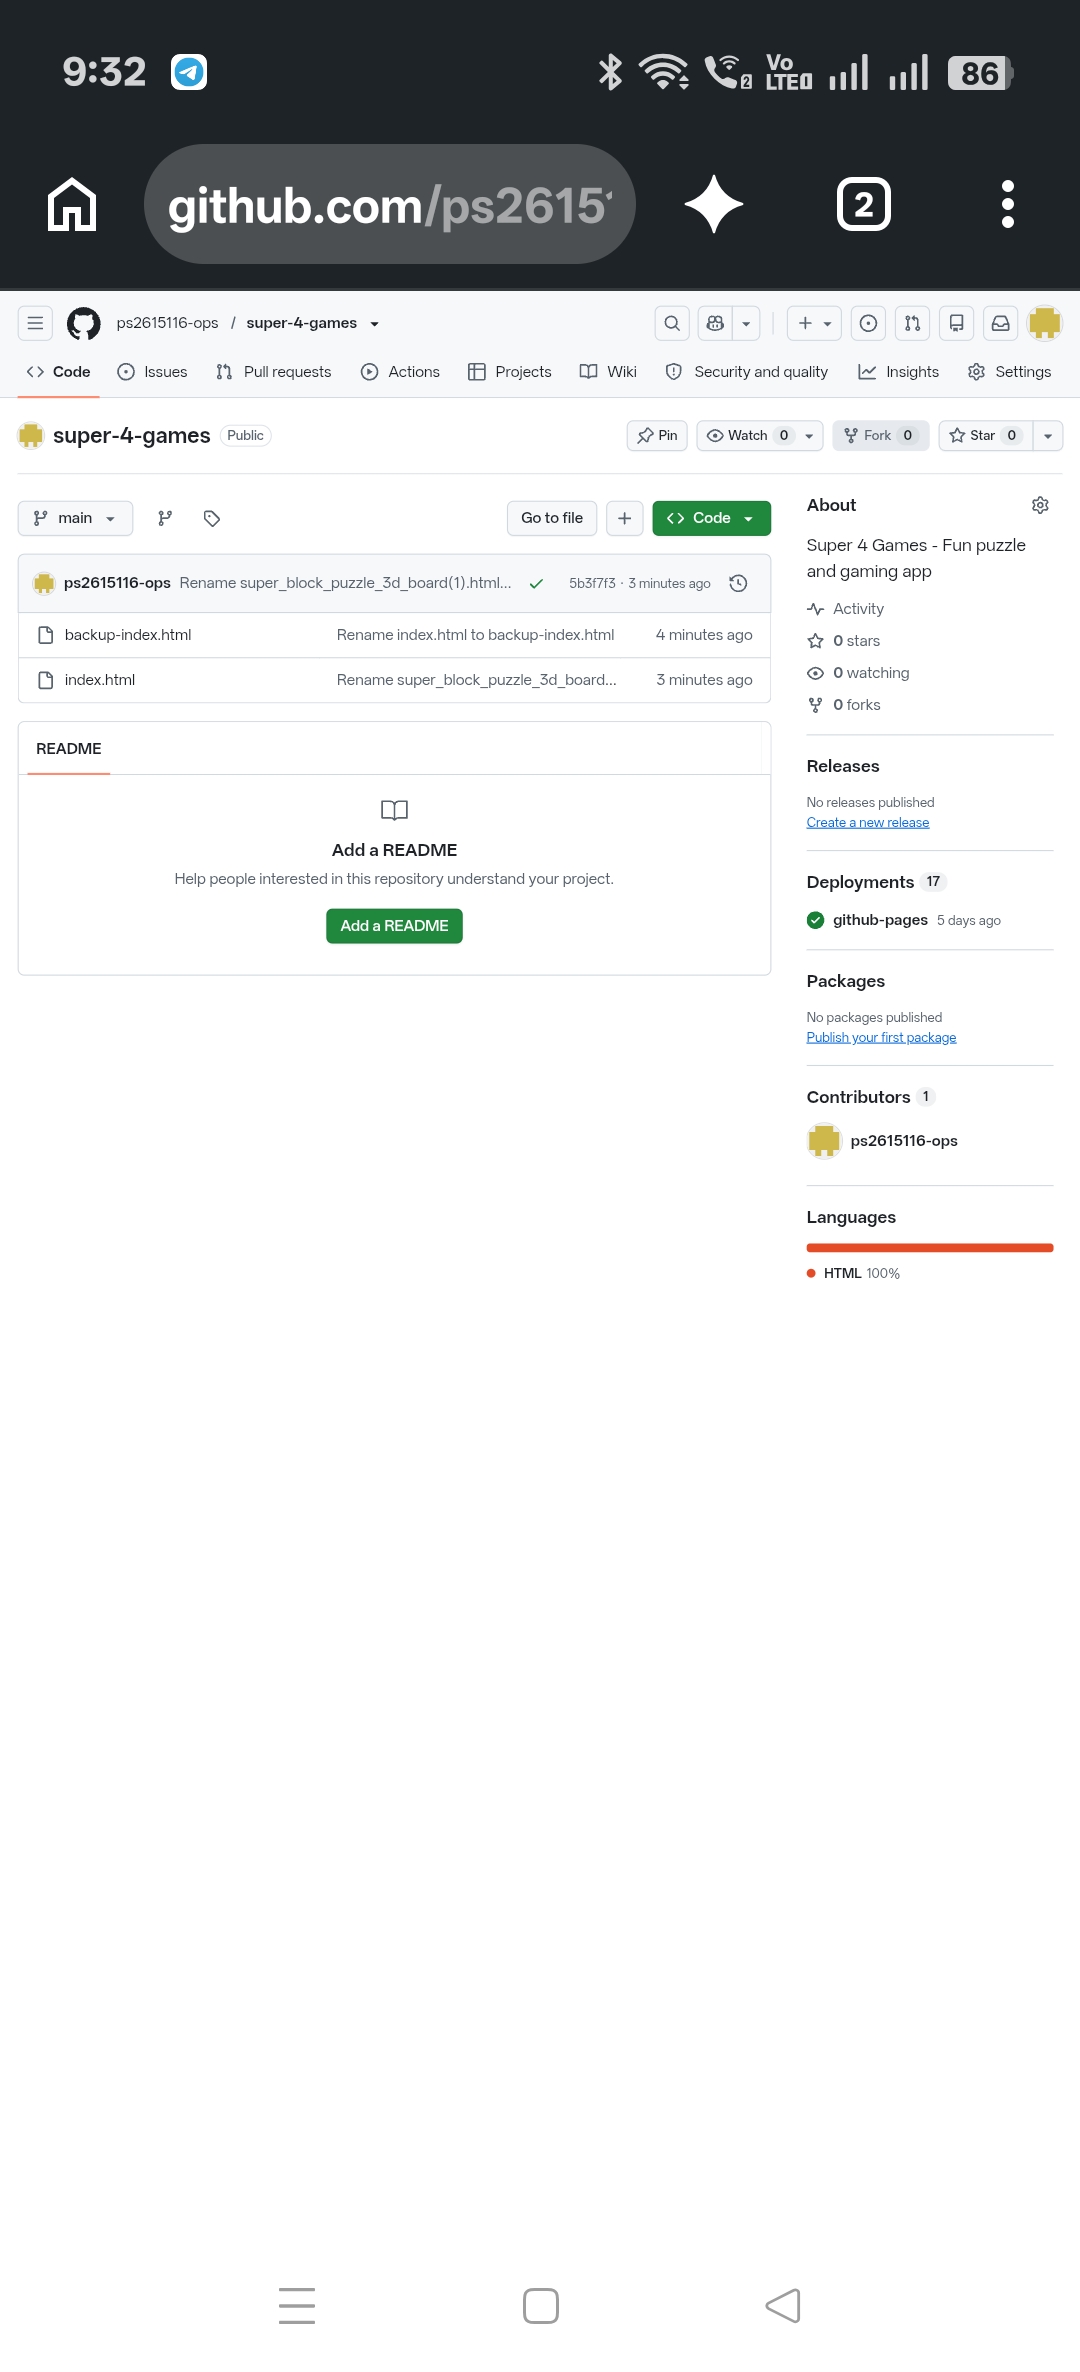 9:32
Vo
LTE
2
86
github.com/ps2615
2
ps2615116-ops / super-4-games
Code Issues Pull requests Actions Projects Wiki Security and quality Insights Settings
super-4-games Public
Pin Watch 0 Fork 0 Star 0
main Go to file Code
ps2615116-ops Rename super_block_puzzle_3d_board(1).html... 5b3f7f3 · 3 minutes ago
backup-index.html Rename index.html to backup-index.html 4 minutes ago
index.html Rename super_block_puzzle_3d_board... 3 minutes ago
README
Add a README
Help people interested in this repository understand your project.
Add a README
About
Super 4 Games - Fun puzzle
and gaming app
Activity
0 stars
0 watching
0 forks
Releases
No releases published
Create a new release
Deployments 17
github-pages 5 days ago
Packages
No packages published
Publish your first package
Contributors 1
ps2615116-ops
Languages
HTML 100%